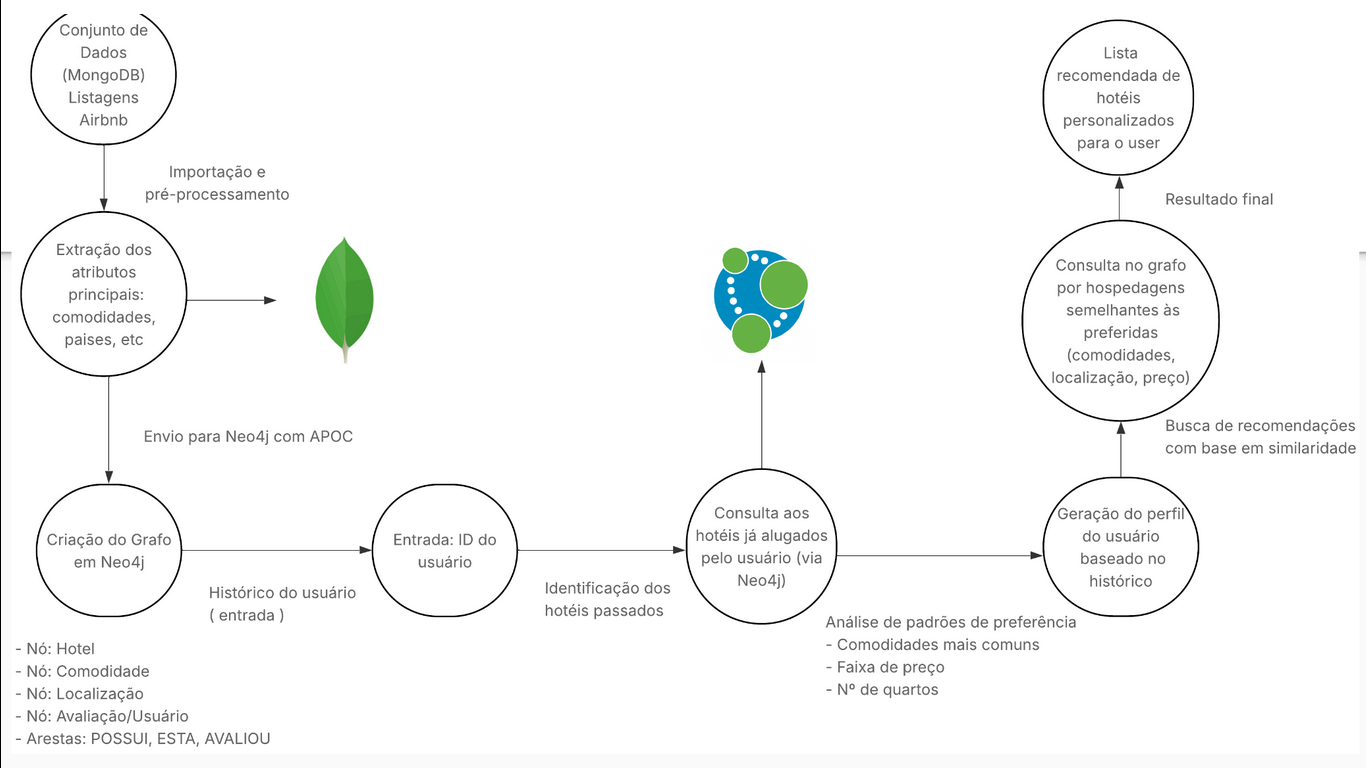 Conjunto de
Dados
(MongoDB)
Listagens
Airbnb
Importação e
pré-processamento
Extração dos
atributos
principais:
comodidades,
paises, etc
Envio para Neo4j com APOC
Criação do Grafo
em Neo4j
- Nó: Hotel
- Nó: Comodidade
- Nó: Localização
- Nó: Avaliação/Usuário
- Arestas: POSSUI, ESTA, AVALIOU
Histórico do usuário
( entrada )
Entrada: ID do
usuário
Identificação dos
hotéis passados
Consulta aos
hotéis já alugados
pelo usuário (via
Neo4j)
Análise de padrões de preferência
- Comodidades mais comuns
- Faixa de preço
- Nº de quartos
Geração do perfil
do usuário
baseado no
histórico
Busca de recomendações
com base em similaridade
Consulta no grafo
por hospedagens
semelhantes às
preferidas
(comodidades,
localização, preço)
Resultado final
Lista
recomendada de
hotéis
personalizados
para o user